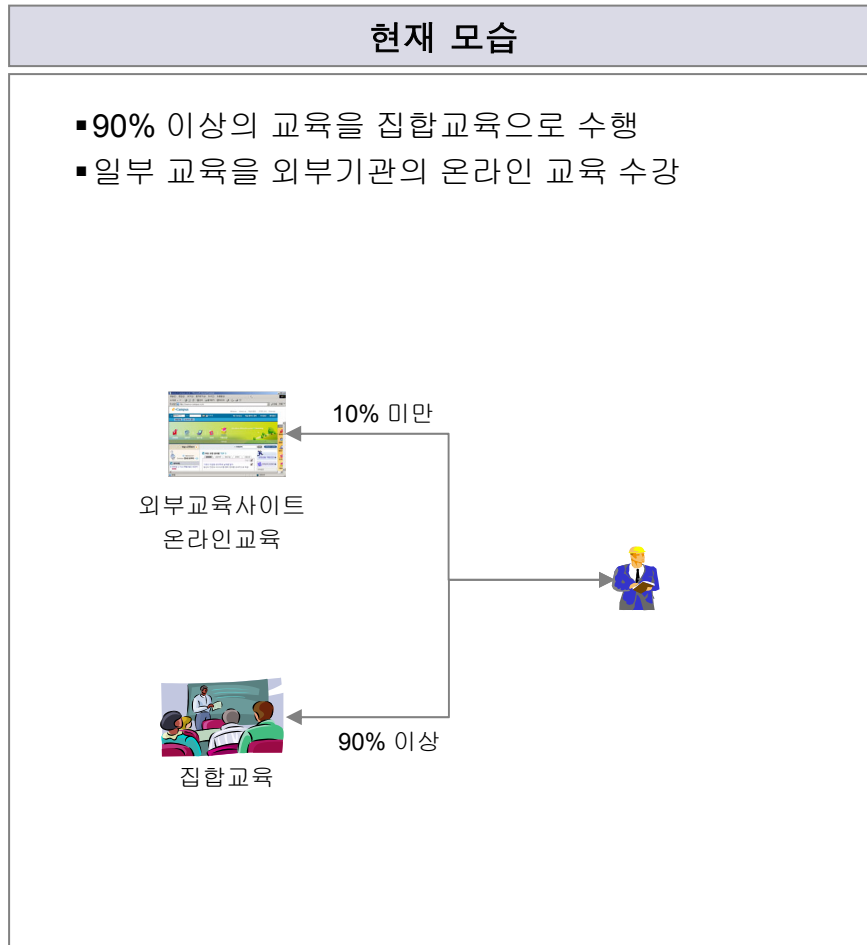 현재 모습
▪90% 이상의 교육을 집합교육으로 수행
▪일부 교육을 외부기관의 온라인 교육 수강
10% 미만
외부교육사이트
온라인교육
90% 이상
집합교육